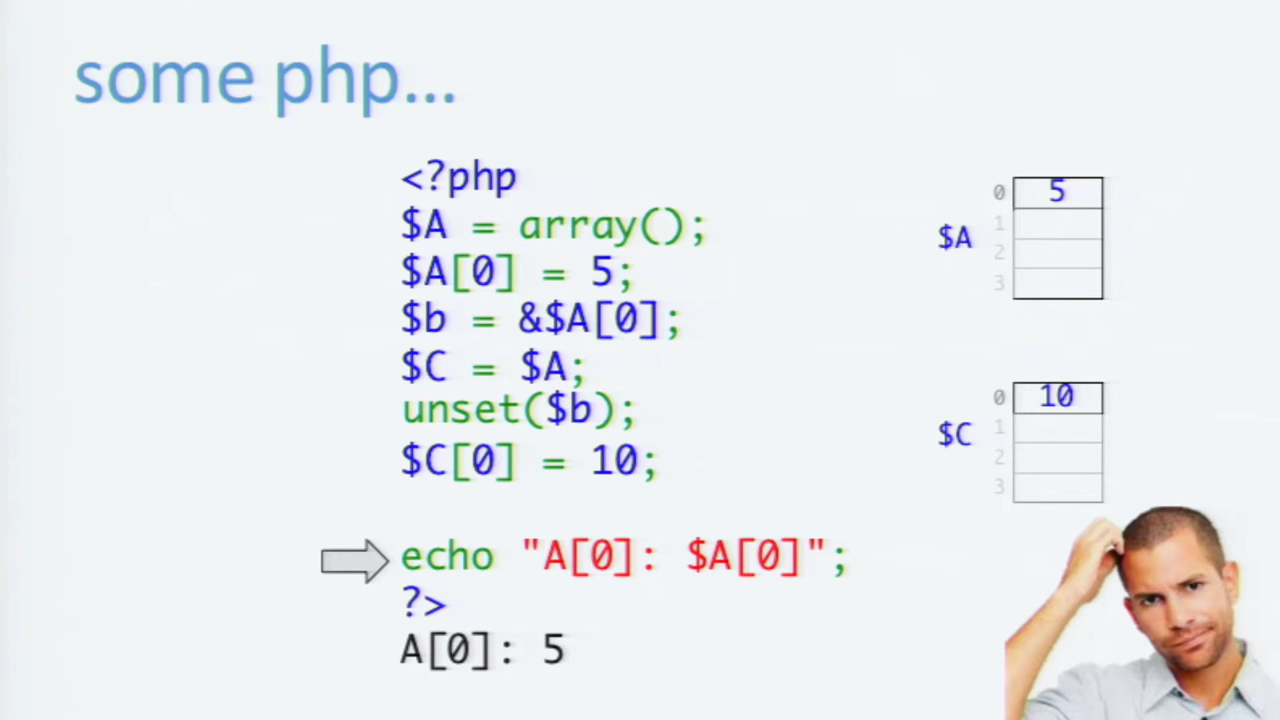 some php...
<?php
$A = array();
$A[0] = 5;
$b = &$A[0];
$C = $A;
unset($b);
$C[0] = 10;
echo "A[0]: $A[0]";
?>
A[0]: 5
$A
0 5
1
2
3
$C
0 10
1
2
3